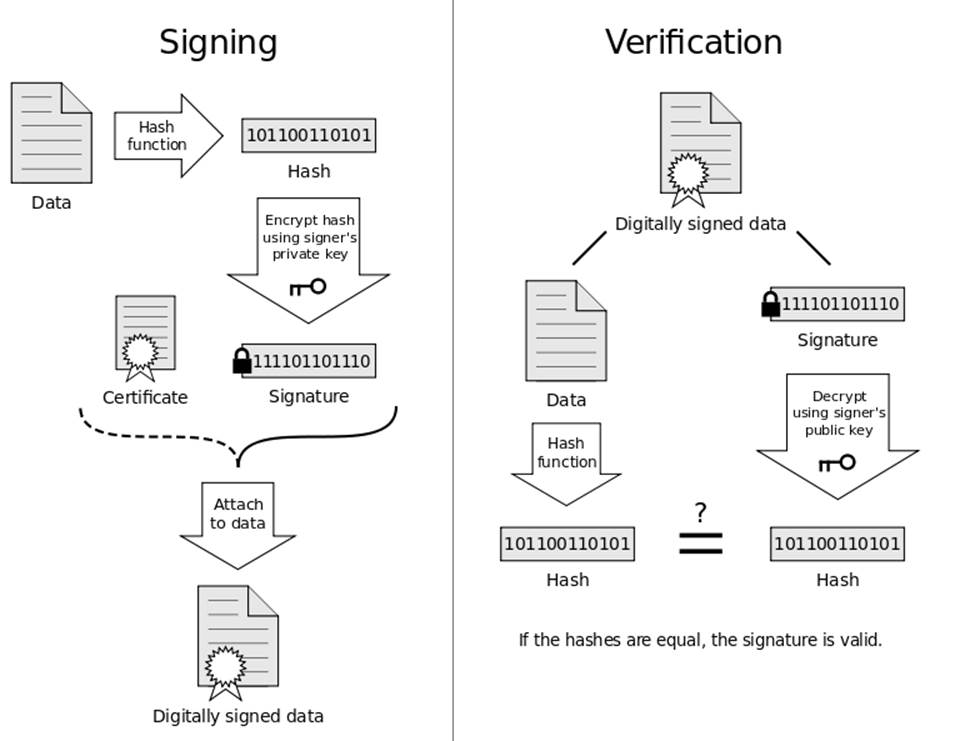 Signing
Hash
function
101100110101
Hash
Data
Encrypt hash
using signer's
private key
111101101110
Certificate
Signature
Attach
to data
Digitally signed data
Verification
Digitally signed data
Data
111101101110
Signature
Hash
function
Decrypt
using signer's
public key
101100110101
?
=
101100110101
Hash
Hash
If the hashes are equal, the signature is valid.